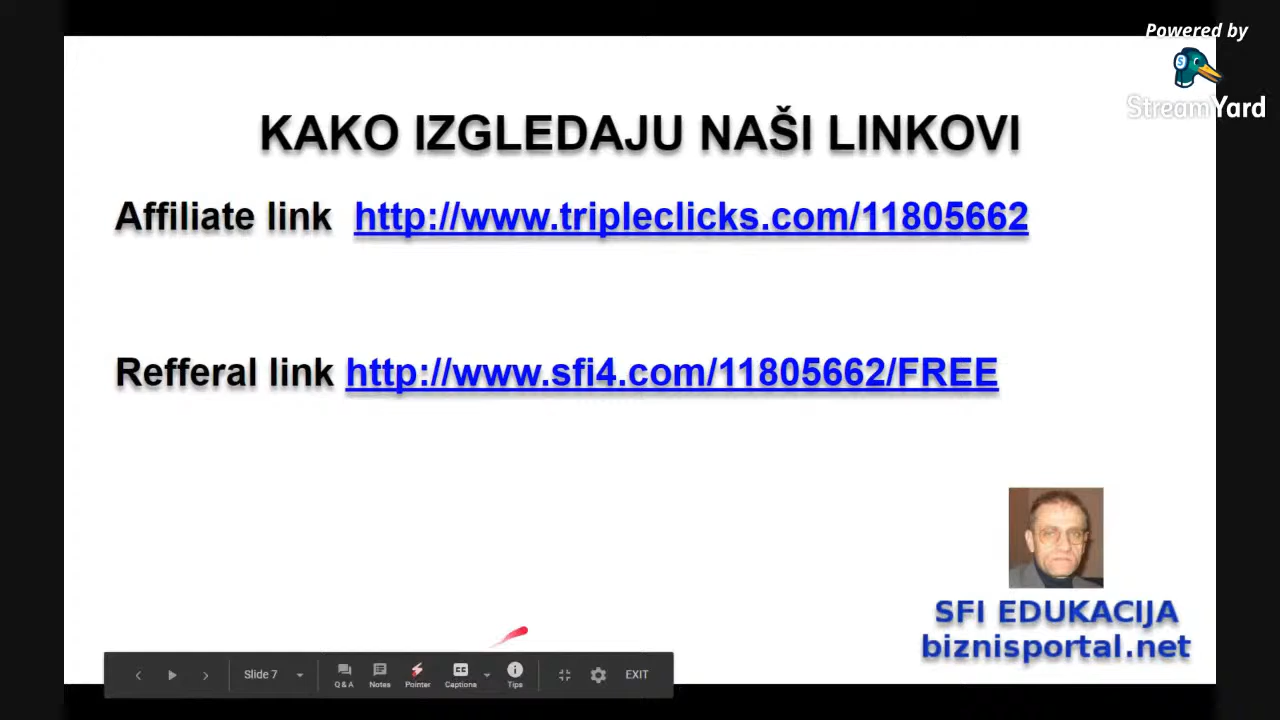 Powered by
StreamYard
KAKO IZGLEDAJU NAŠI LINKOVI
Affiliate link http://www.tripleclicks.com/11805662
Refferal link http://www.sfi4.com/11805662/FREE
SFI EDUKACIJA
biznisportal.net
Slide 7
Q & A
Notes
Pointer
Captions
Tips
EXIT